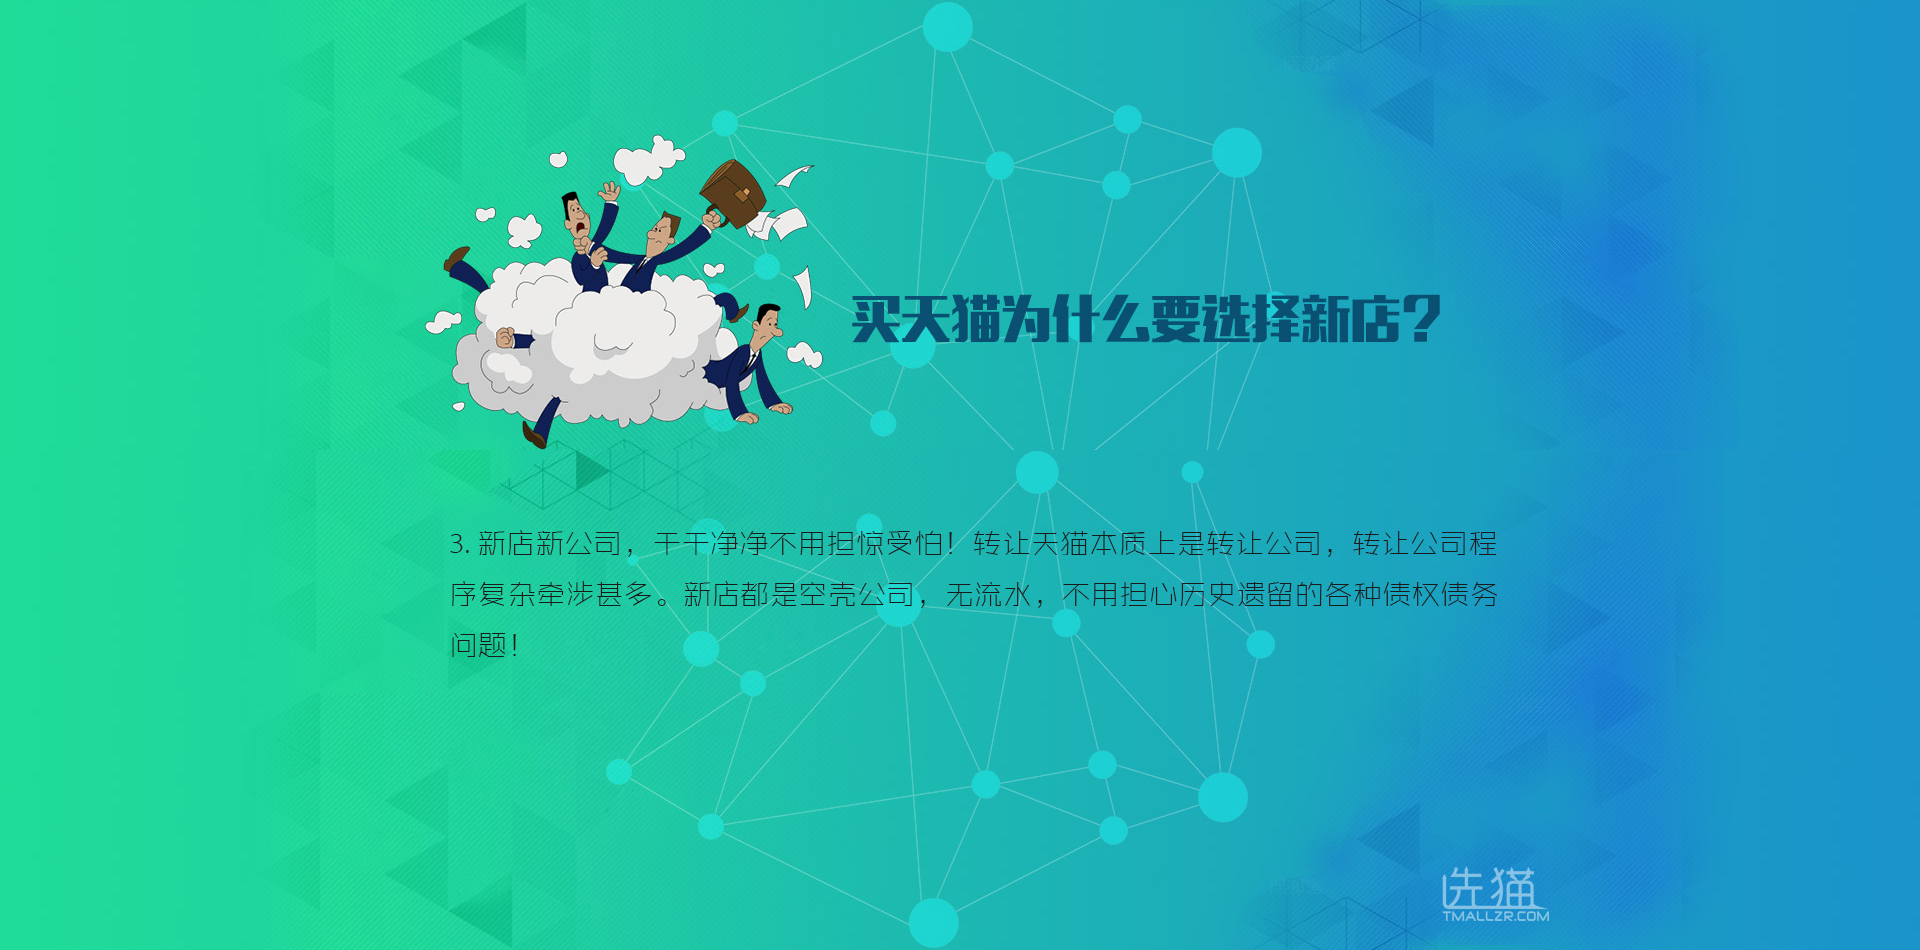 买天猫为什么要选择新店?
3. 新店新公司，干干净净不用担惊受怕！转让天猫本质上是转让公司，转让公司程
序复杂牵涉甚多。新店都是空壳公司，无流水，不用担心历史遗留的各种债权债务
问题！
选猫
TMALLZR.COM